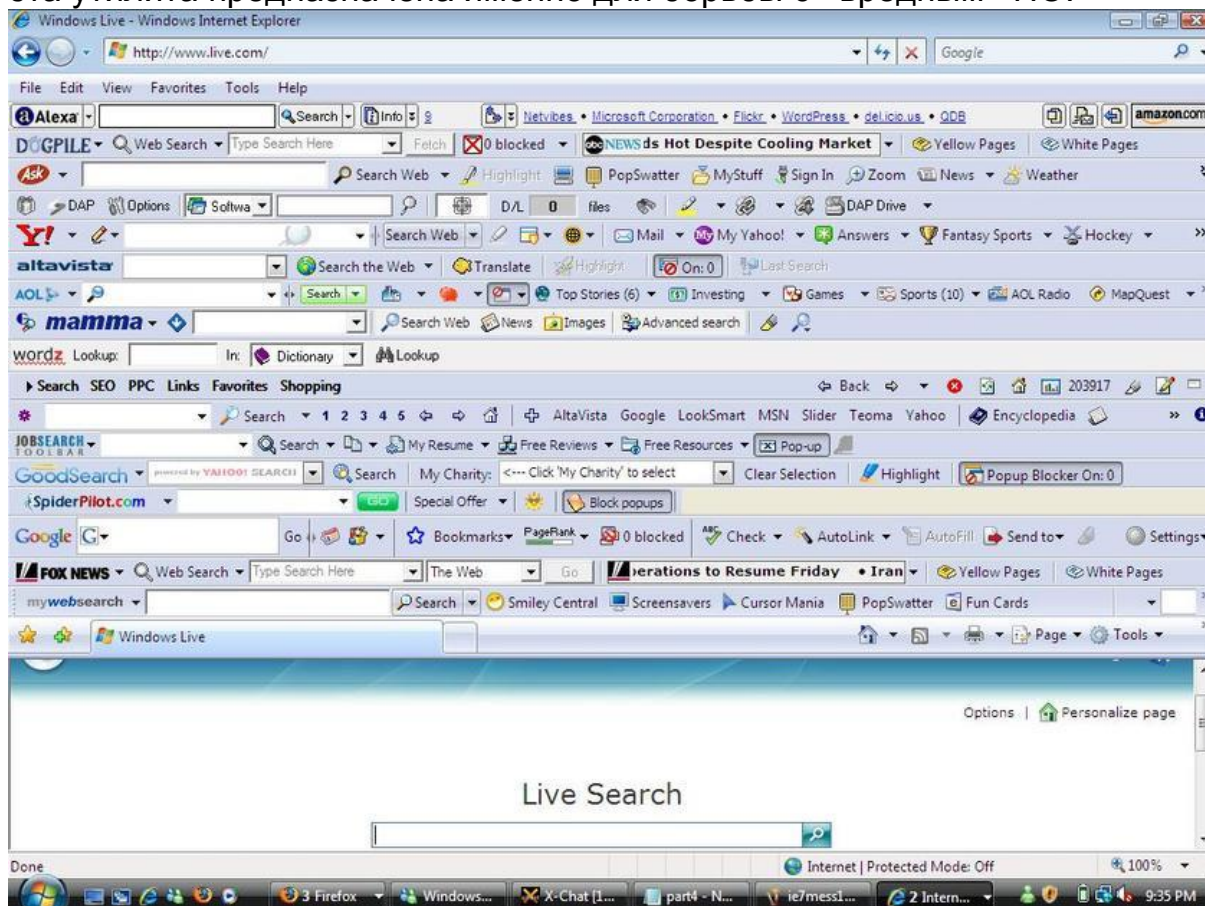 эта утилита предназначена именно для борьбы с "вредным" ПО.
Windows Live - Windows Internet Explorer
http://www.live.com/ Google
File Edit View Favorites Tools Help
Alexa Search Info 9 Netvibes • Microsoft Corporation • Flickr • WordPress • del.icio.us • QDB amazon.com
DOGPILE Web Search Type Search Here Fetch 0 blocked abc NEWS ds Hot Despite Cooling Market Yellow Pages White Pages
Ask Search Web Highlight PopSwatter MyStuff Sign In Zoom News Weather
DAP Options Softwa D/L 0 files DAP Drive
Y! Search Web Mail My Yahoo! Answers Fantasy Sports Hockey
altavista Search the Web Translate Highlight On: 0 Last Search
AOL Search Top Stories (6) Investing Games Sports (10) AOL Radio MapQuest
mamma Search Web News Images Advanced search
wordz Lookup: In: Dictionary Lookup
Search SEO PPC Links Favorites Shopping Back 203917
Search 1 2 3 4 5 AltaVista Google LookSmart MSN Slider Teoma Yahoo Encyclopedia
JOBSEARCH TOOLBAR Search My Resume Free Reviews Free Resources Pop-up
GoodSearch powered by YAHOO! SEARCH Search My Charity: <--- Click 'My Charity' to select Clear Selection Highlight Popup Blocker On: 0
SpiderPilot.com GO Special Offer Block popups
Google G Go Bookmarks PageRank 0 blocked Check AutoLink AutoFill Send to Settings
FOX NEWS Web Search Type Search Here The Web Go erations to Resume Friday • Iran Yellow Pages White Pages
mywebsearch Search Smiley Central Screensavers Cursor Mania PopSwatter Fun Cards
Windows Live Page Tools
Options | Personalize page
Live Search
Done Internet | Protected Mode: Off 100%
3 Firefox Windows... X-Chat [1... part4 - N... ie7mess1... 2 Intern... 9:35 PM